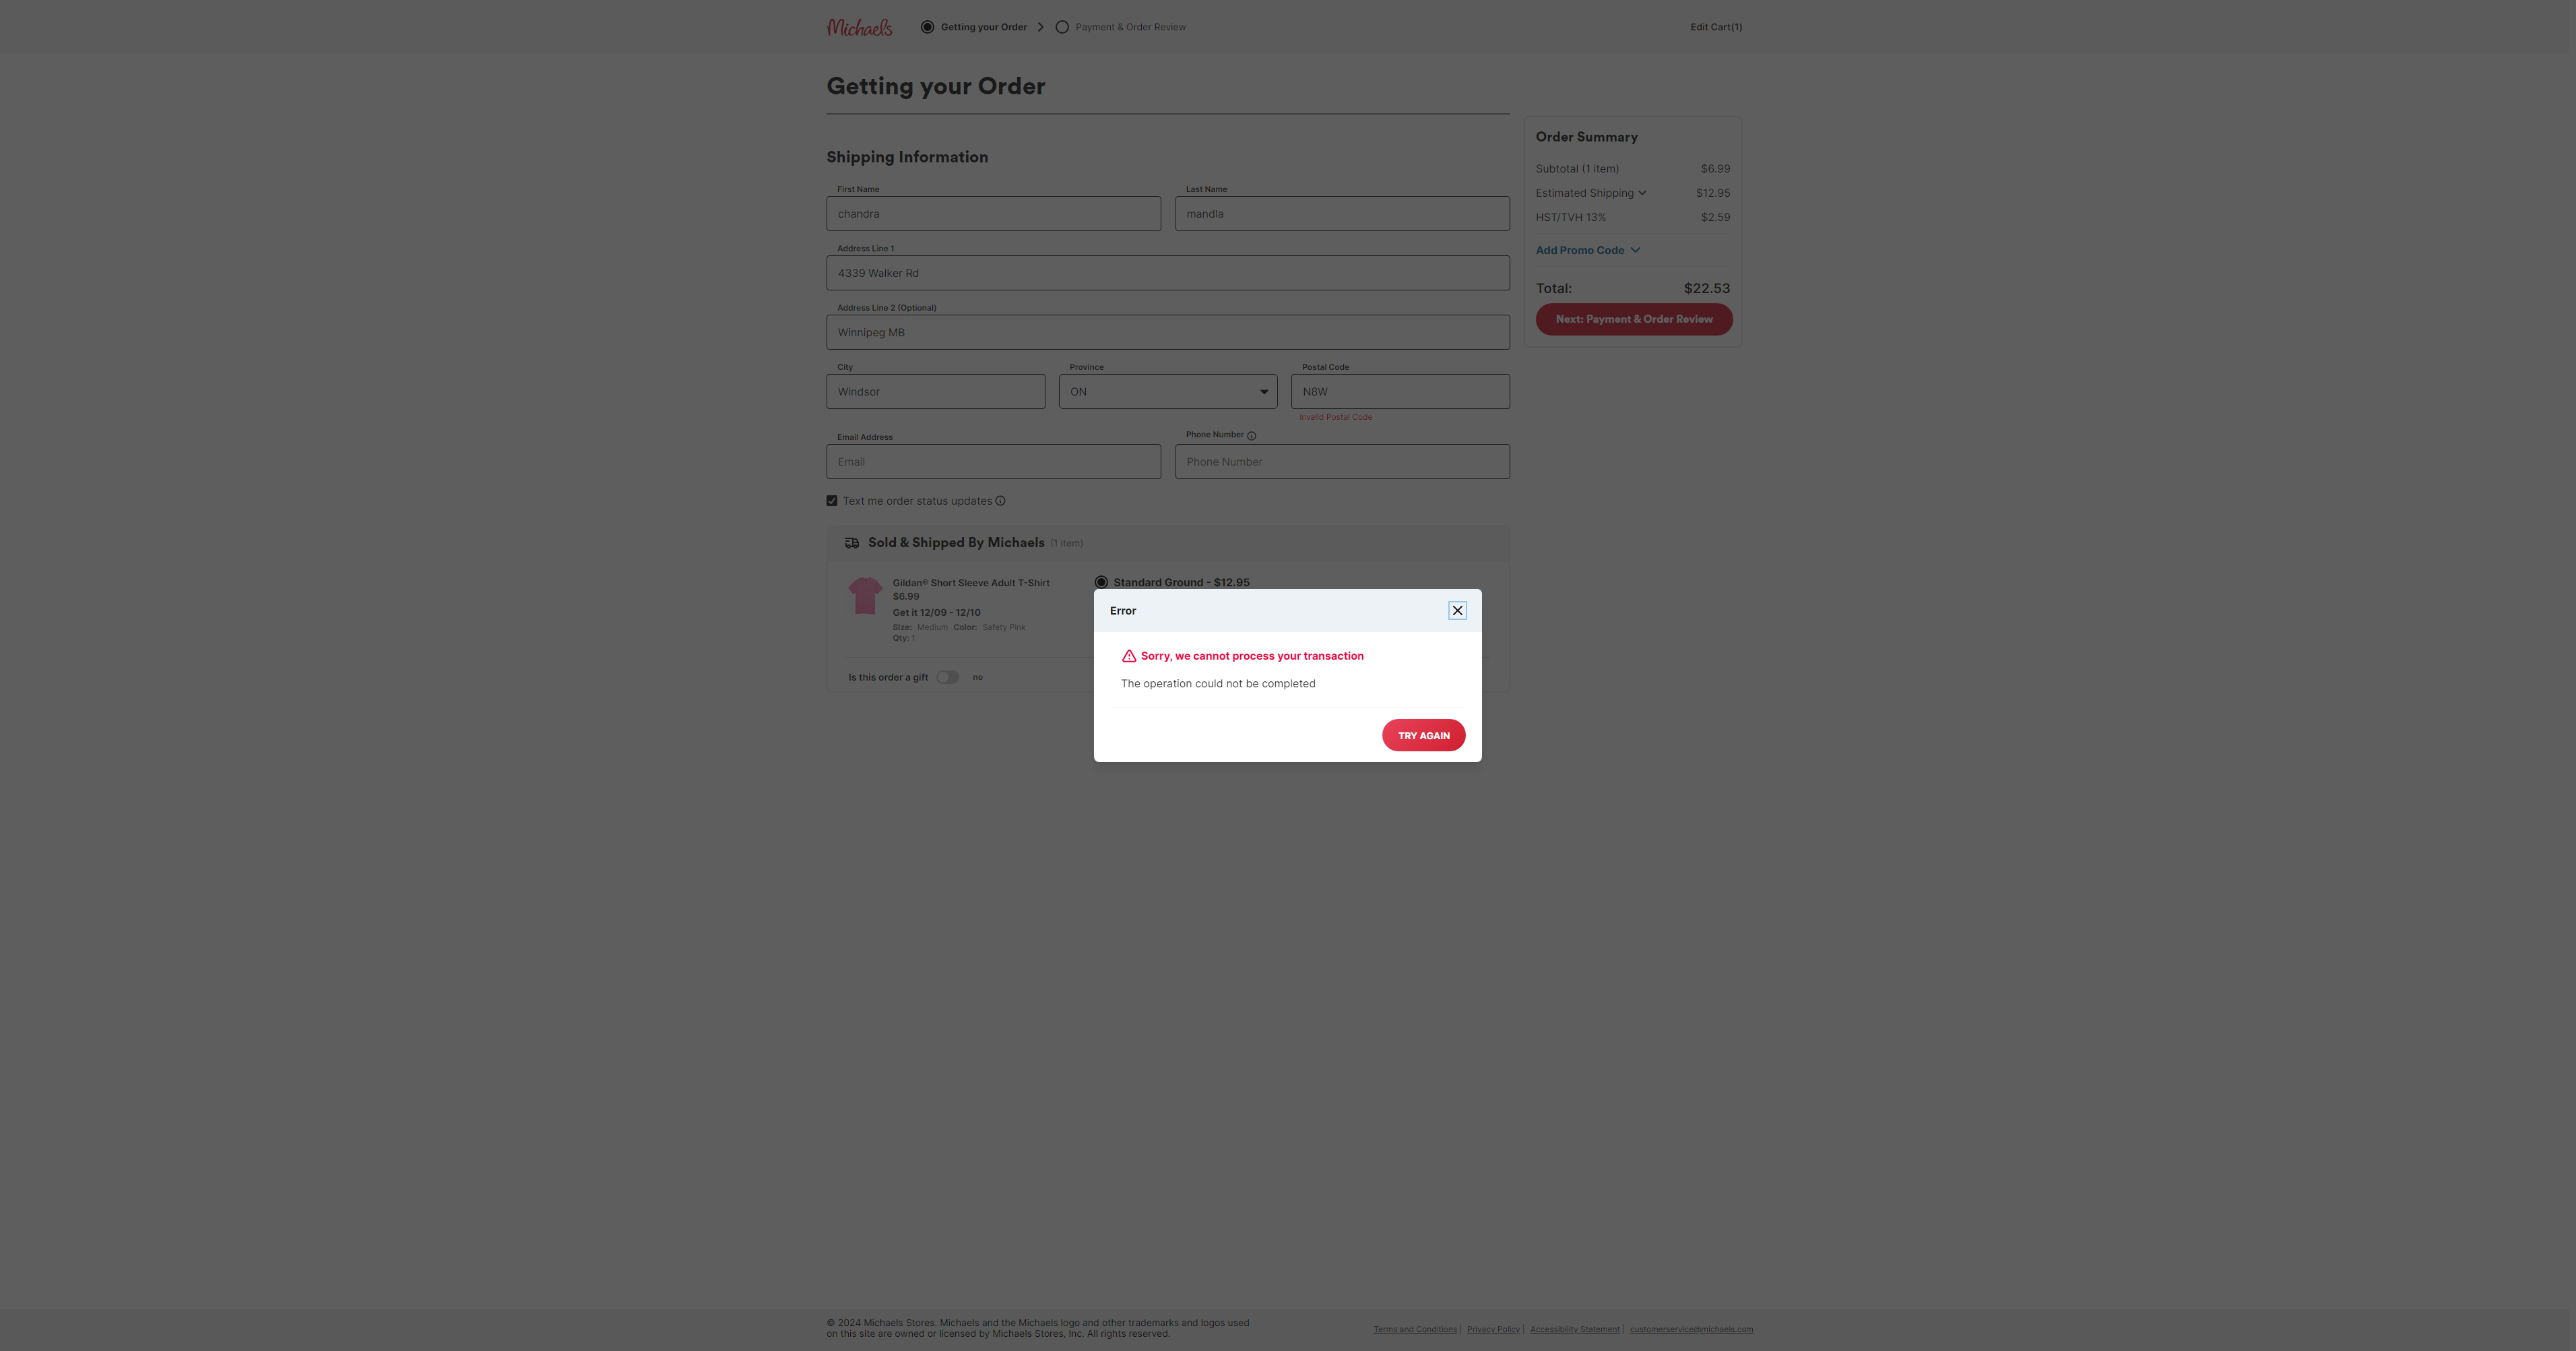 Michaels
Getting your Order
Payment & Order Review
Edit Cart(1)
Getting your Order
Shipping Information
First Name
Last Name
chandra
mandla
Address Line 1
4339 Walker Rd
Address Line 2 (Optional)
Winnipeg MB
City
Province
Postal Code
Windsor
ON
N8W
Invalid Postal Code
Email Address
Phone Number
Email
Phone Number
Text me order status updates
Order Summary
Subtotal (1 item) $6.99
Estimated Shipping $12.95
HST/TVH 13% $2.59
Add Promo Code
Total: $22.53
Next: Payment & Order Review
Sold & Shipped By Michaels (1 item)
Gildan® Short Sleeve Adult T-Shirt
$6.99
Get it 12/09 - 12/10
Size: Medium Color: Safety Pink
Qty: 1
Standard Ground - $12.95
Is this order a gift no
Error
Sorry, we cannot process your transaction
The operation could not be completed
TRY AGAIN
© 2024 Michaels Stores. Michaels and the Michaels logo and other trademarks and logos used
on this site are owned or licensed by Michaels Stores, Inc. All rights reserved.
Terms and Conditions | Privacy Policy | Accessibility Statement | customerservice@michaels.com